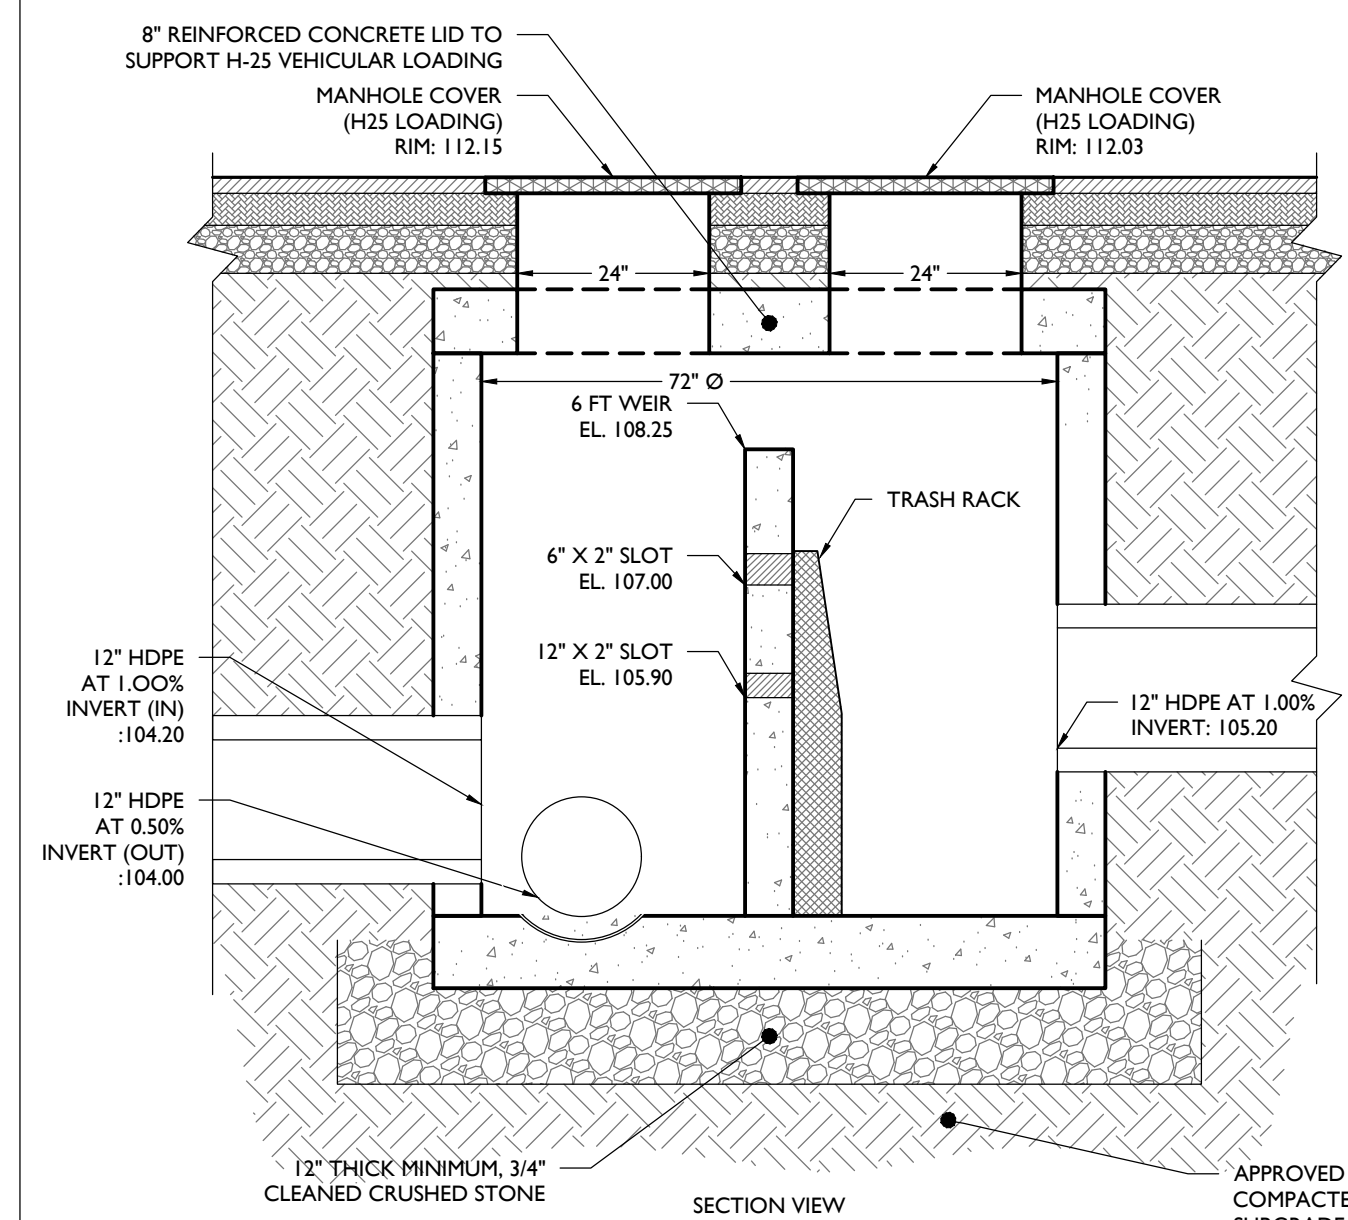 8" REINFORCED CONCRETE LID TO
SUPPORT H-25 VEHICULAR LOADING
MANHOLE COVER
(H25 LOADING)
RIM: 112.15
MANHOLE COVER
(H25 LOADING)
RIM: 112.03
24"
24"
72" Ø
6 FT WEIR
EL. 108.25
TRASH RACK
6" X 2" SLOT
EL. 107.00
12" X 2" SLOT
EL. 105.90
12" HDPE
AT 1.OO%
INVERT (IN)
:104.20
12" HDPE AT 1.00%
INVERT: 105.20
12" HDPE
AT 0.50%
INVERT (OUT)
:104.00
12" THICK MINIMUM, 3/4"
CLEANED CRUSHED STONE
SECTION VIEW
APPROVED
COMPACTE
SUBGRADE